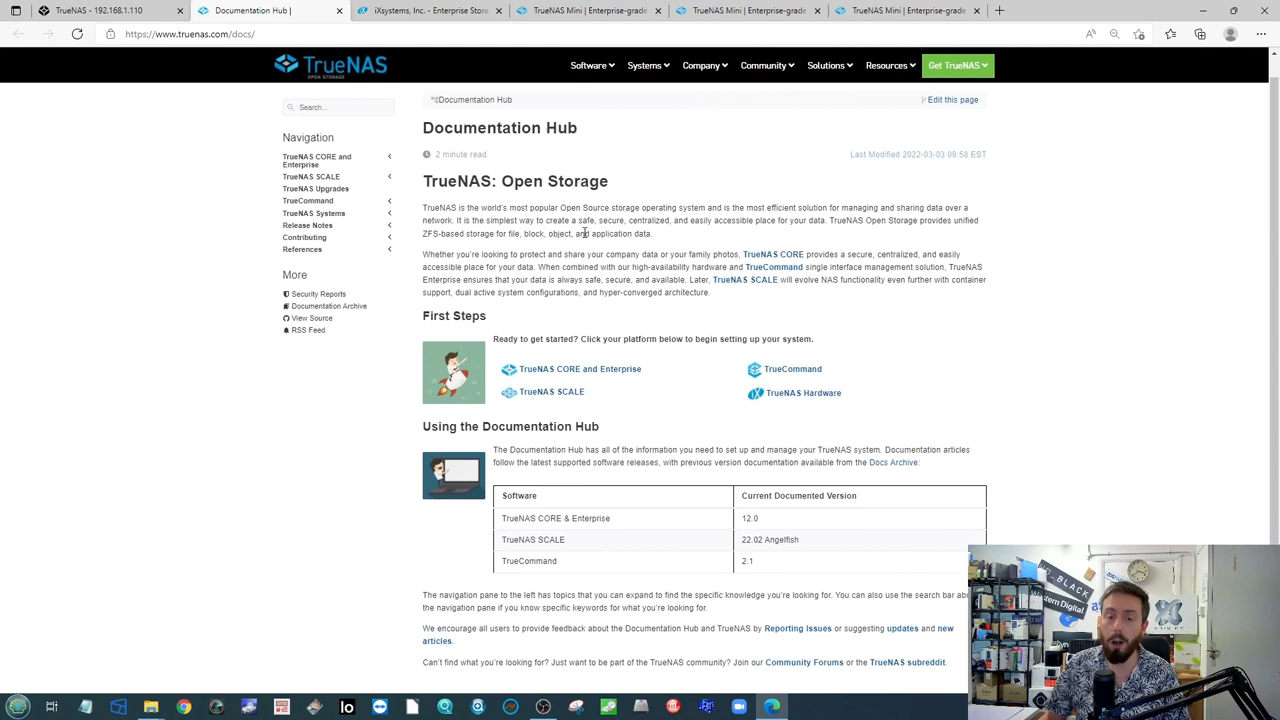 TrueNAS - 192.168.1.110
Documentation Hub
https://www.truenas.com/docs/
TrueNAS
OPEN STORAGE
Software
Systems
Company
Community
Solutions
Resources
Get TrueNAS
Search...
Navigation
TrueNAS CORE and
Enterprise
TrueNAS SCALE
TrueNAS Upgrades
TrueCommand
TrueNAS Systems
Release Notes
Contributing
References
More
Security Reports
Documentation Archive
View Source
RSS Feed
Documentation Hub
Edit this page
Documentation Hub
2 minute read
Last Modified 2022-03-03 09:58 EST
TrueNAS: Open Storage
TrueNAS is the world's most popular Open Source storage operating system and is the most efficient solution for managing and sharing data over a
network. It is the simplest way to create a safe, secure, centralized, and easily accessible place for your data. TrueNAS Open Storage provides unified
ZFS-based storage for file, block, object, and application data.
Whether you're looking to protect and share your company data or your family photos, TrueNAS CORE provides a secure, centralized, and easily
accessible place for your data. When combined with our high-availability hardware and TrueCommand single interface management solution, TrueNAS
Enterprise ensures that your data is always safe, secure, and available. Later, TrueNAS SCALE will evolve NAS functionality even further with container
support, dual active system configurations, and hyper-converged architecture.
First Steps
Ready to get started? Click your platform below to begin setting up your system.
TrueNAS CORE and Enterprise
TrueCommand
TrueNAS SCALE
TrueNAS Hardware
Using the Documentation Hub
The Documentation Hub has all of the information you need to set up and manage your TrueNAS system. Documentation articles
follow the latest supported software releases, with previous version documentation available from the Docs Archive:
Software
Current Documented Version
TrueNAS CORE & Enterprise
12.0
TrueNAS SCALE
22.02 Angelfish
TrueCommand
2.1
The navigation pane to the left has topics that you can expand to find the specific knowledge you're looking for. You can also use the search bar
the navigation pane if you know specific keywords for what you're looking for.
We encourage all users to provide feedback about the Documentation Hub and TrueNAS by Reporting Issues or suggesting updates and new
articles.
Can't find what you're looking for? Just want to be part of the TrueNAS community? Join our Community Forums or the TrueNAS subreddit.
_BLACK
Western Digital
Io